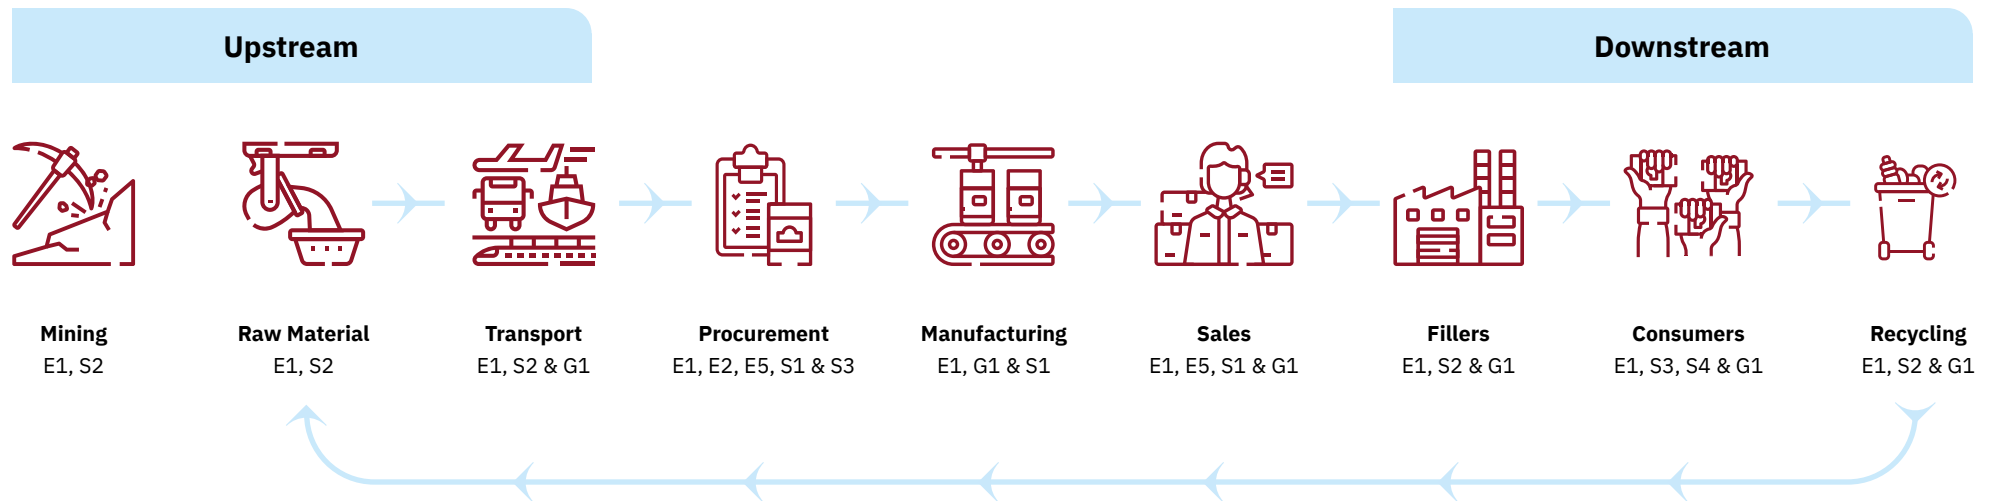 Upstream
Downstream
Mining
E1, S2
Raw Material
E1, S2
Transport
E1, S2 & G1
Procurement
E1, E2, E5, S1 & S3
Manufacturing
E1, G1 & S1
Sales
E1, E5, S1 & G1
Fillers
E1, S2 & G1
Consumers
E1, S3, S4 & G1
Recycling
E1, S2 & G1